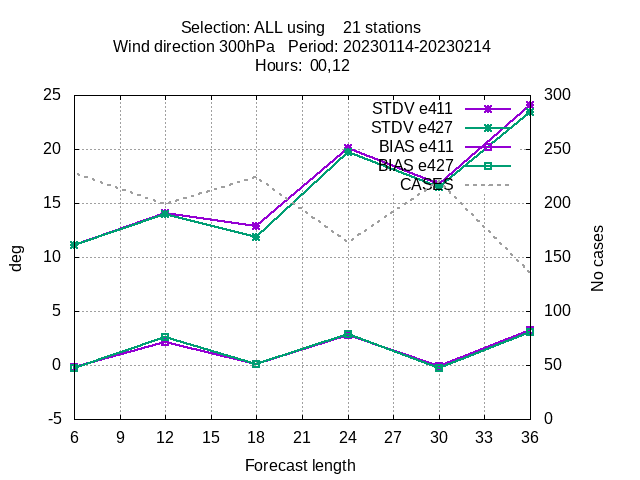 Selection: ALL using 21 stations
Wind direction 300hPa Period: 20230114-20230214
Hours: 00,12
25 300
STDV e411
STDV e427
20 BIAS e411 250
BIAS e427
CASES
15 200
deg
No cases
10 150
5 100
0 50
-5 0
6 9 12 15 18 21 24 27 30 33 36
Forecast length